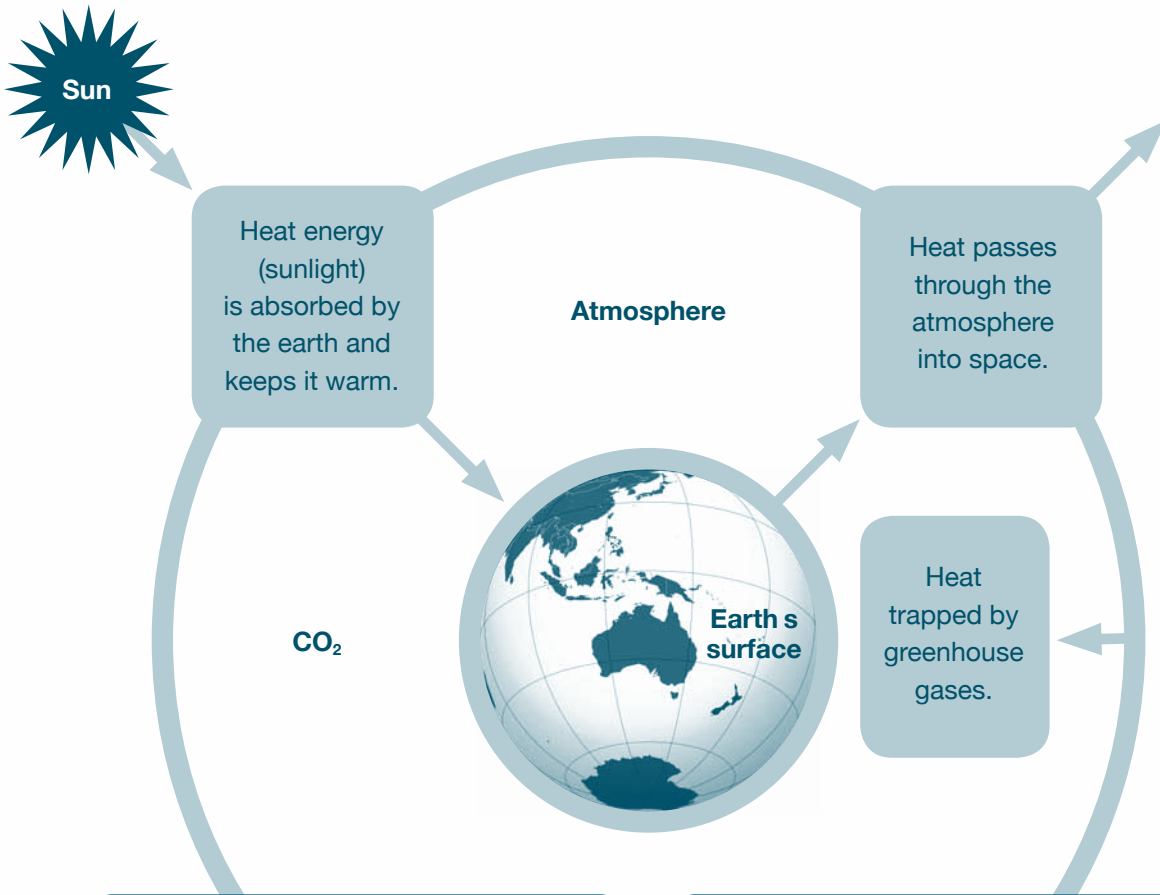 Sun
Heat energy
(sunlight)
is absorbed by
the earth and
keeps it warm.
Atmosphere
Heat passes
through the
atmosphere
into space.
CO₂
Earth s
surface
Heat
trapped by
greenhouse
gases.